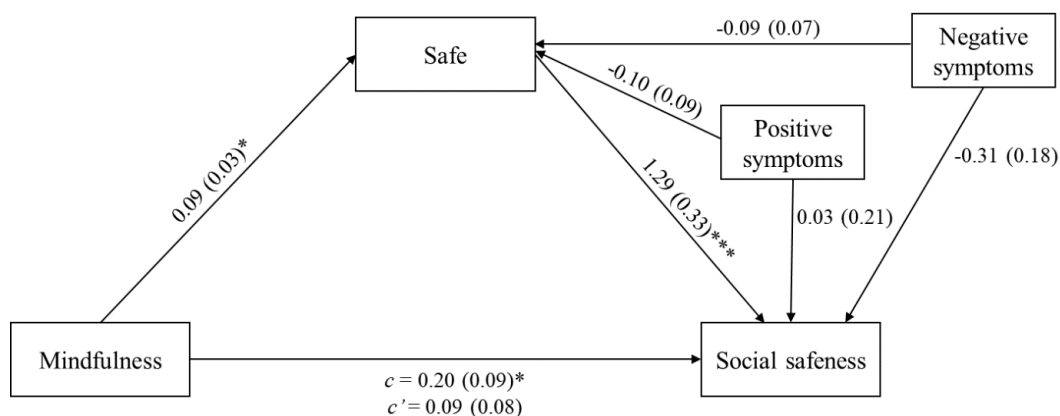 -0.09 (0.07)
Negative
symptoms
Safe
-0.10 (0.09)
Positive
symptoms
-0.31 (0.18)
0.09 (0.03)*
1.29 (0.33)***
0.03 (0.21)
Mindfulness
Social safeness
c = 0.20 (0.09)*
c’= 0.09 (0.08)